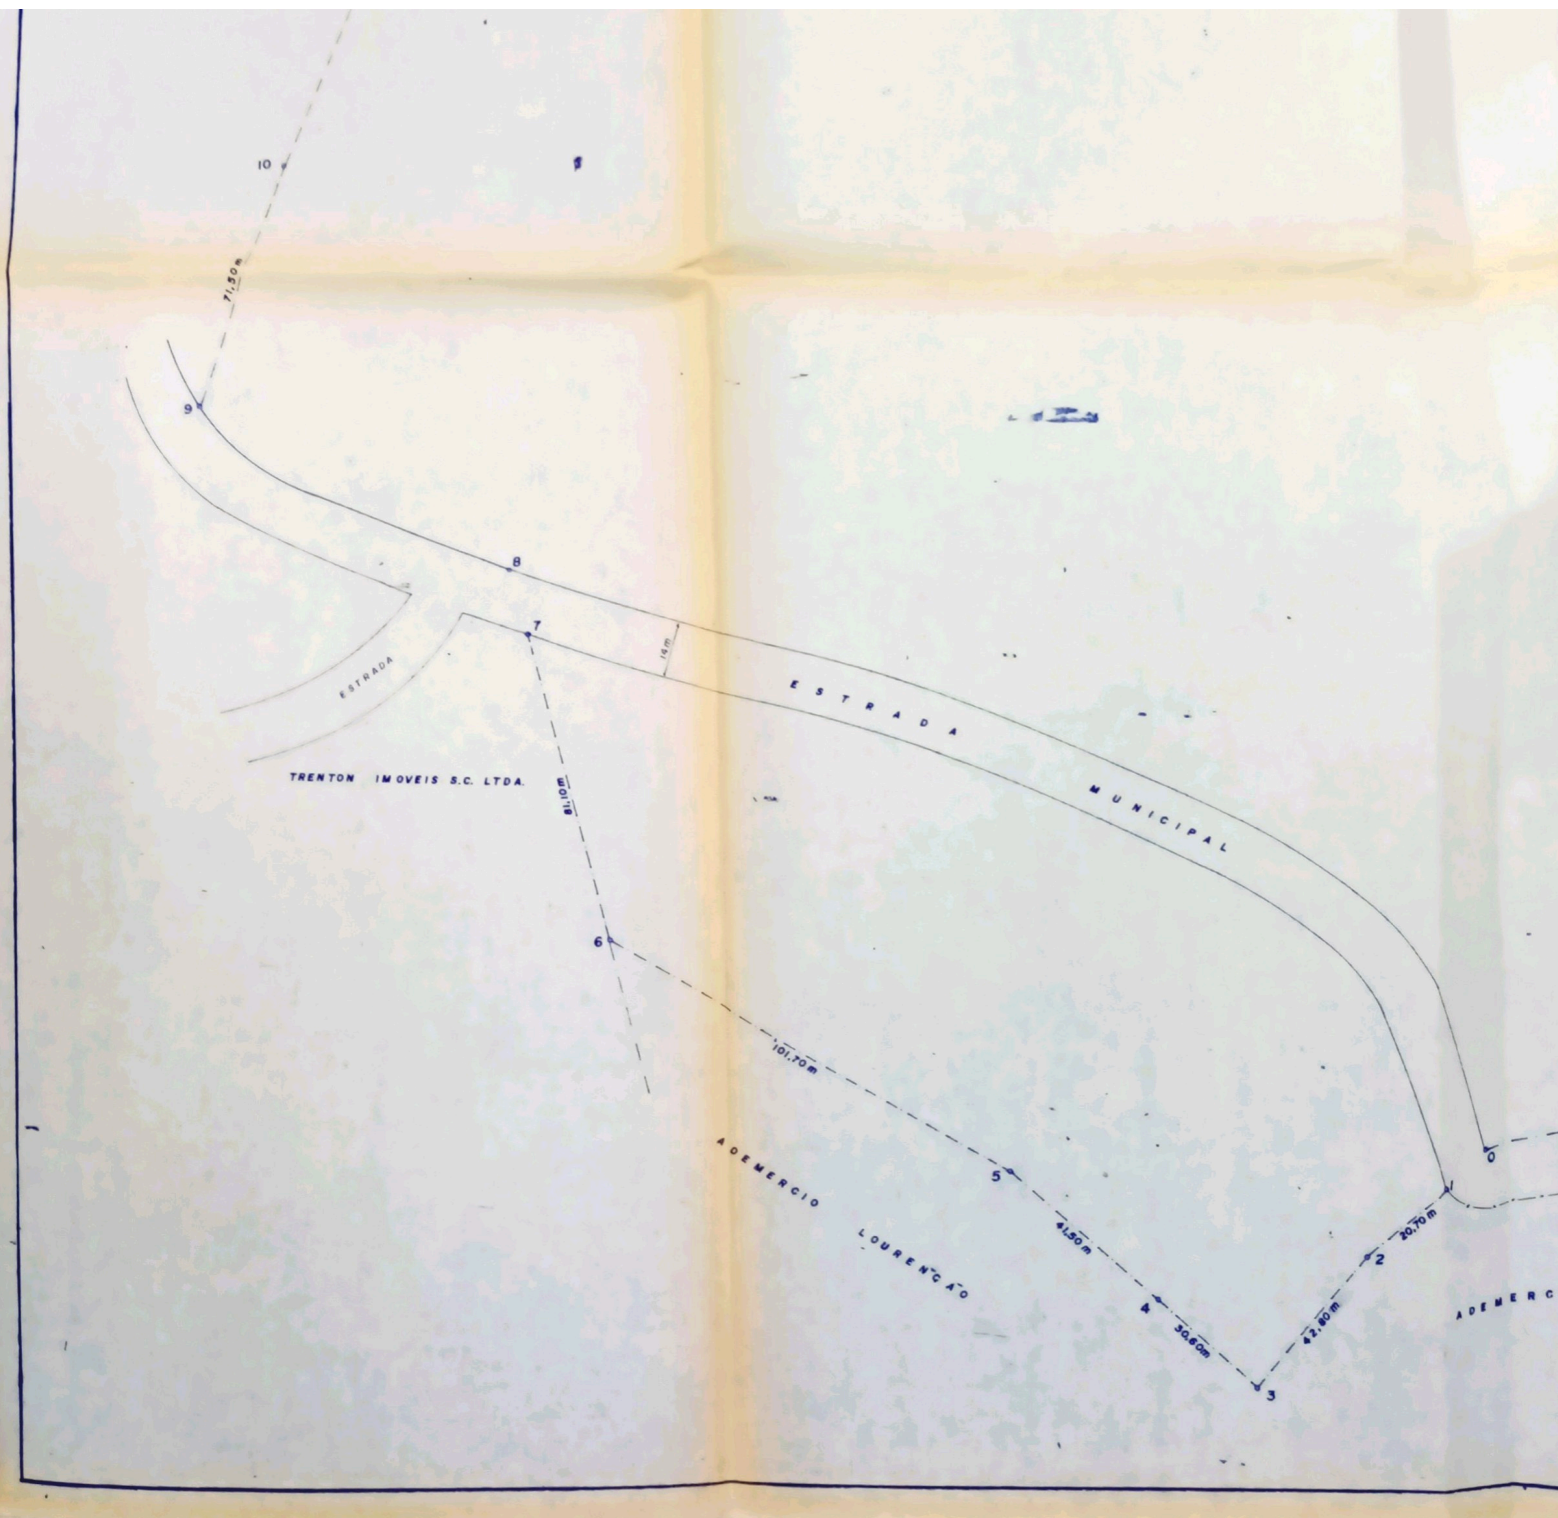 10
71,50m
9
8
7
14m
ESTRADA
ESTRADA
MUNICIPAL
TRENTON IMOVEIS S.C. LTDA.
81,10m
6
101,70m
ADEMERCIO LOURENÇÃO
5
0
1
41,50m
20,70m
2
4
30,60m
42,80m
ADEMERC
3